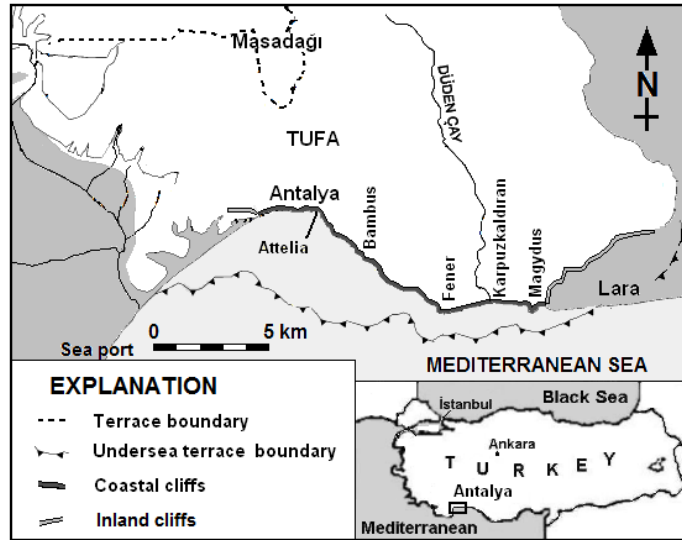 Masadağı
N
DÜDEN ÇAY
TUFA
Antalya
Attelia
Bambus
Fener
Karpuzkaldıran
Magydus
Lara
0 5 km
Sea port
MEDITERRANEAN SEA
EXPLANATION
Terrace boundary
Undersea terrace boundary
Coastal cliffs
Inland cliffs
Black Sea
İstanbul
Ankara
TURKEY
Antalya
Mediterranean